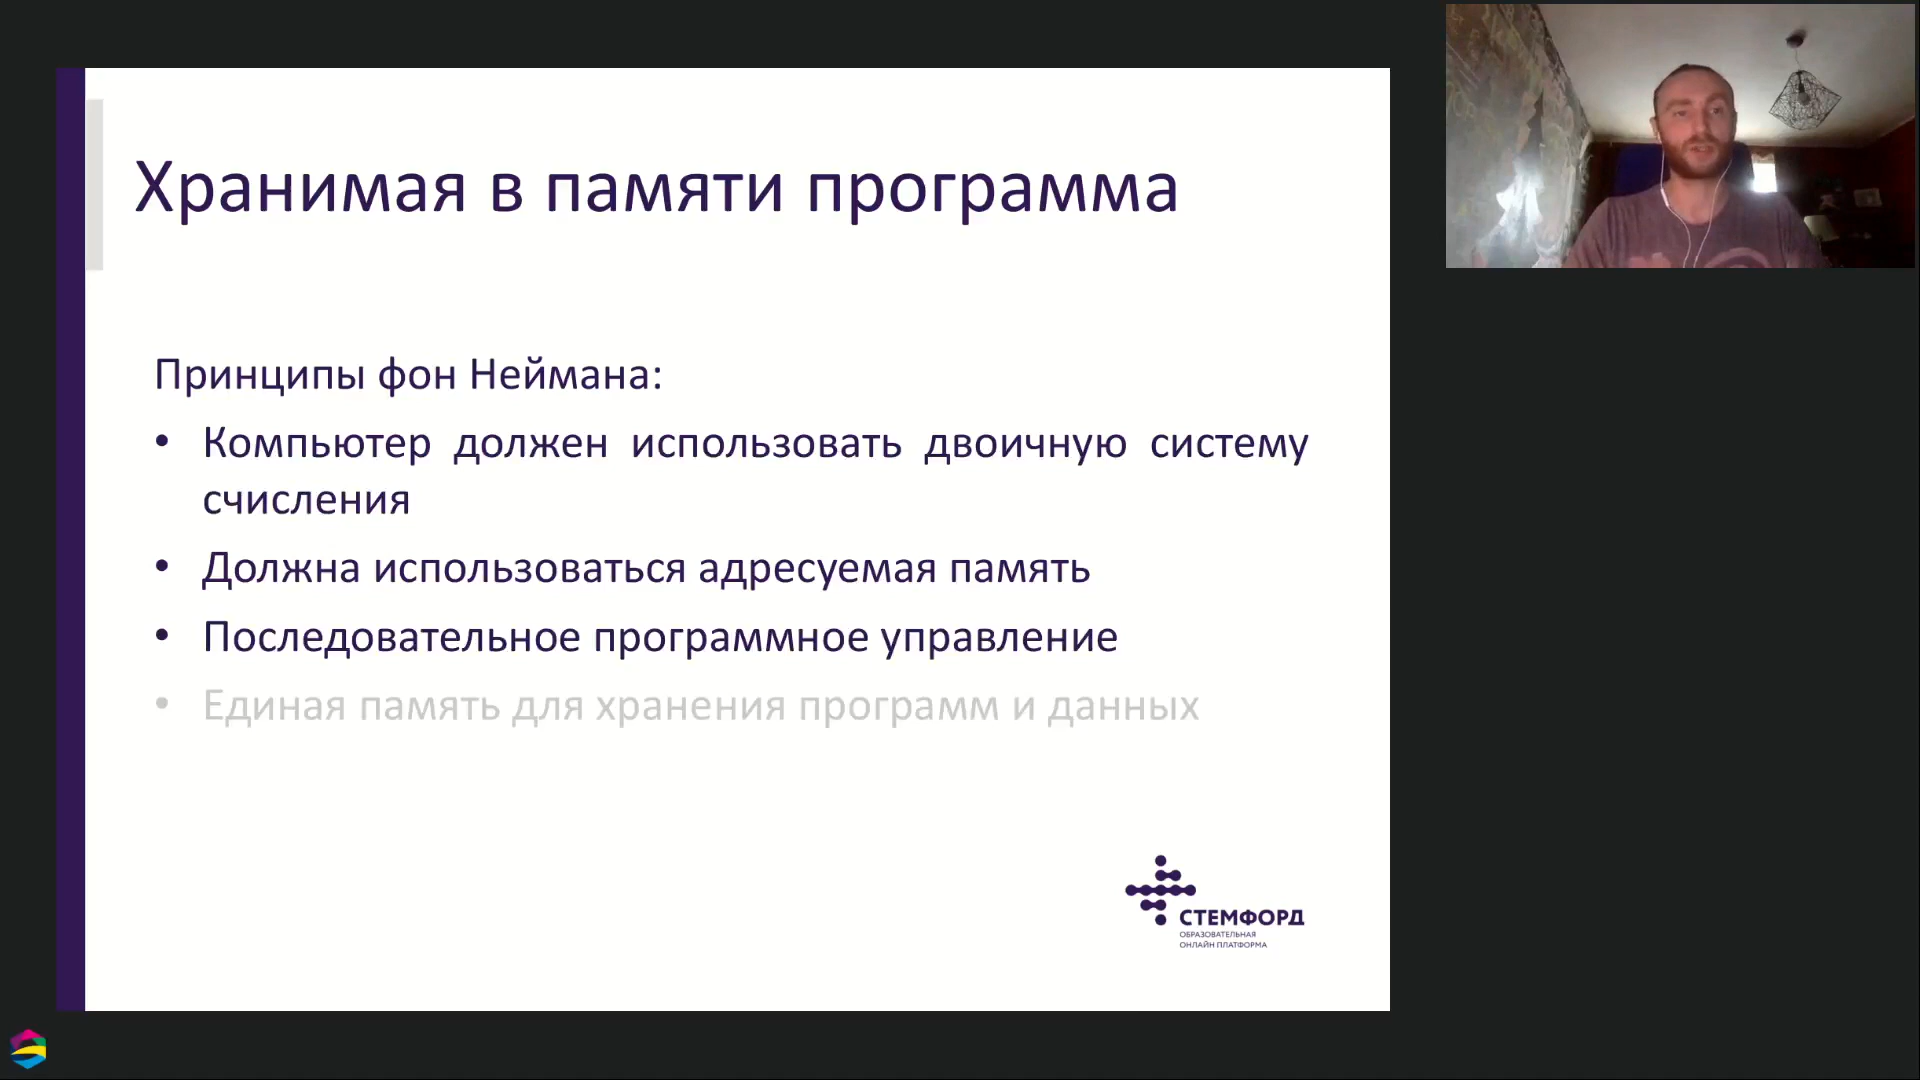 Хранимая в памяти программа
Принципы фон Неймана:
• Компьютер должен использовать двоичную систему
счисления
• Должна использоваться адресуемая память
• Последовательное программное управление
• Единая память для хранения программ и данных
СТЕМФОРД
ОБРАЗОВАТЕЛЬНАЯ
ОНЛАЙН ПЛАТФОРМА